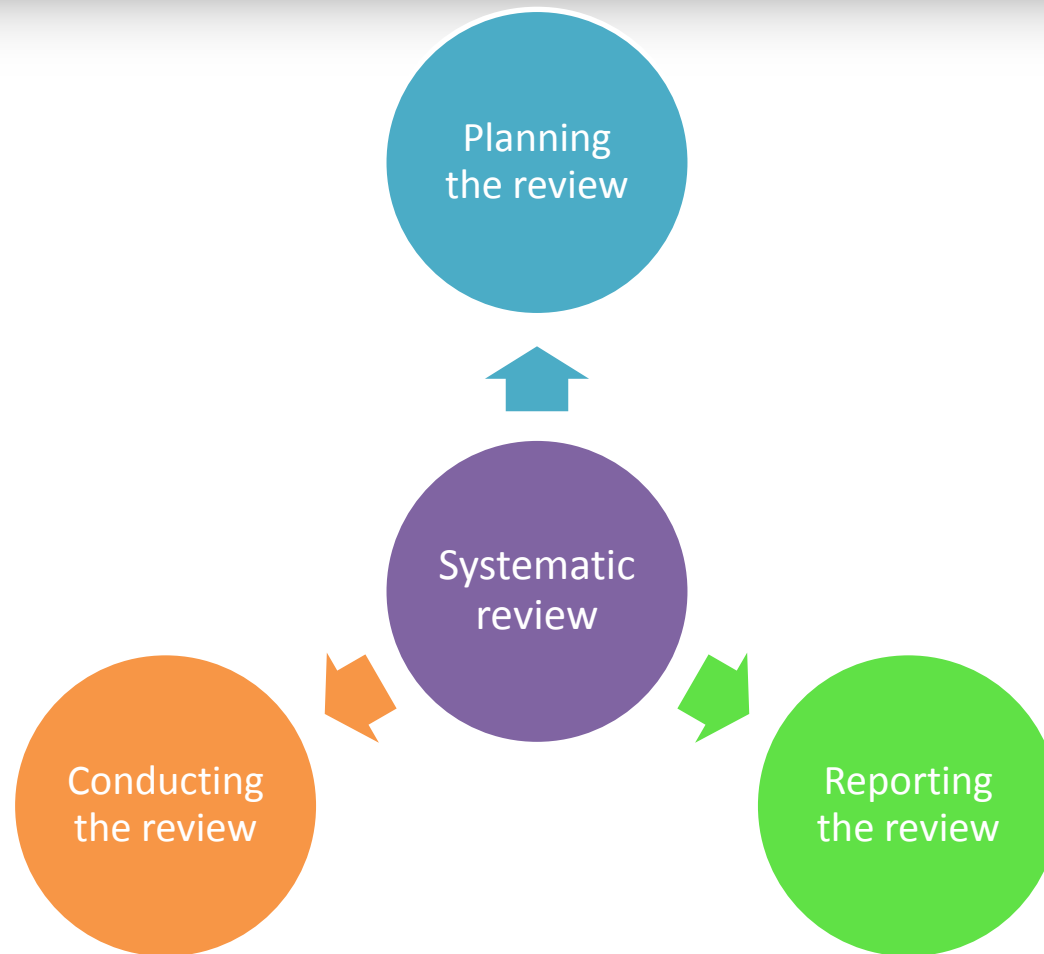 Planning
the review
Systematic
review
Conducting
the review
Reporting
the review